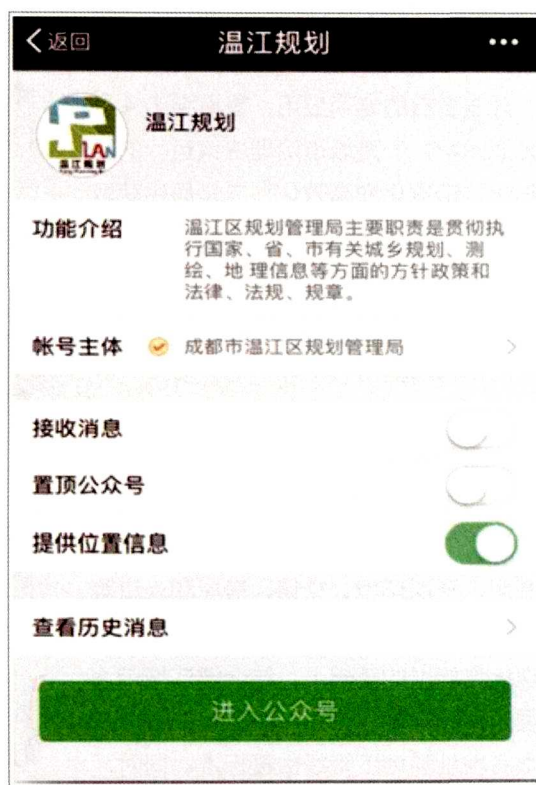 返回
温江规划
PLAN
温江规划
温江规划
功能介绍
温江区规划管理局主要职责是贯彻执
行国家、省、市有关城乡规划、测
绘、地 理信息等方面的方针政策和
法律、法规、规章。
帐号主体
成都市温江区规划管理局
接收消息
置顶公众号
提供位置信息
查看历史消息
进入公众号